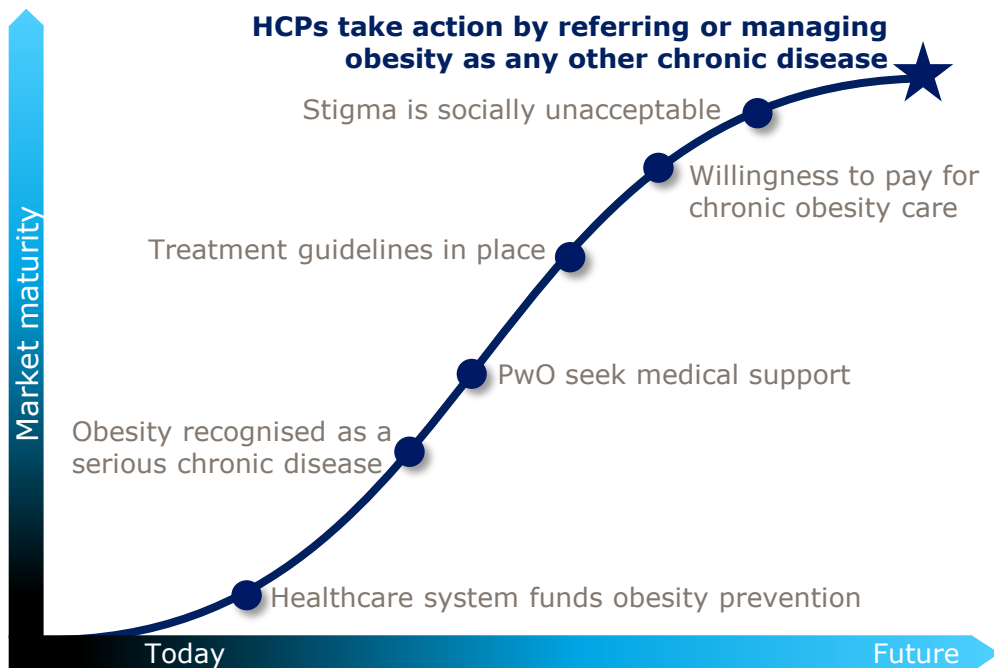 HCPs take action by referring or managing
obesity as any other chronic disease
Stigma is socially unacceptable
Willingness to pay for
chronic obesity care
Treatment guidelines in place
PwO seek medical support
Obesity recognised as a
serious chronic disease
Healthcare system funds obesity prevention
Market maturity
Today
Future